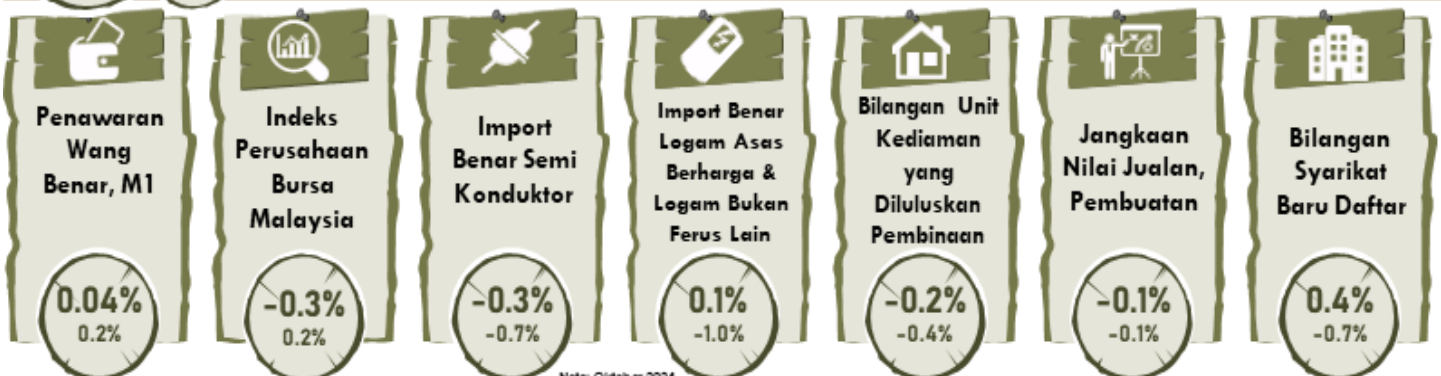 Penawaran
Wang
Benar, M1
0.04%
0.2%
Indeks
Perusahaan
Bursa
Malaysia
-0.3%
0.2%
Import
Benar Semi
Konduktor
-0.3%
-0.7%
Import Benar
Logam Asas
Berharga &
Logam Bukan
Ferus Lain
0.1%
-1.0%
Bilangan Unit
Kediaman
yang
Diluluskan
Pembinaan
-0.2%
-0.4%
Jangkaan
Nilai Jualan,
Pembuatan
-0.1%
-0.1%
Bilangan
Syarikat
Baru Daftar
0.4%
-0.7%